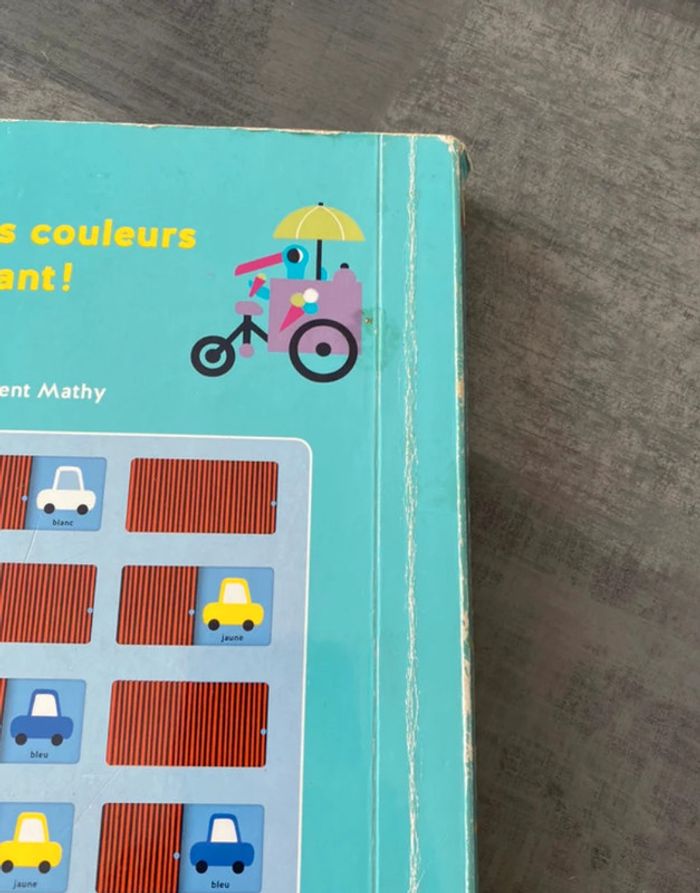 s couleurs
ant!
ent Mathy
blanc
jaune
bleu
jaune
bleu